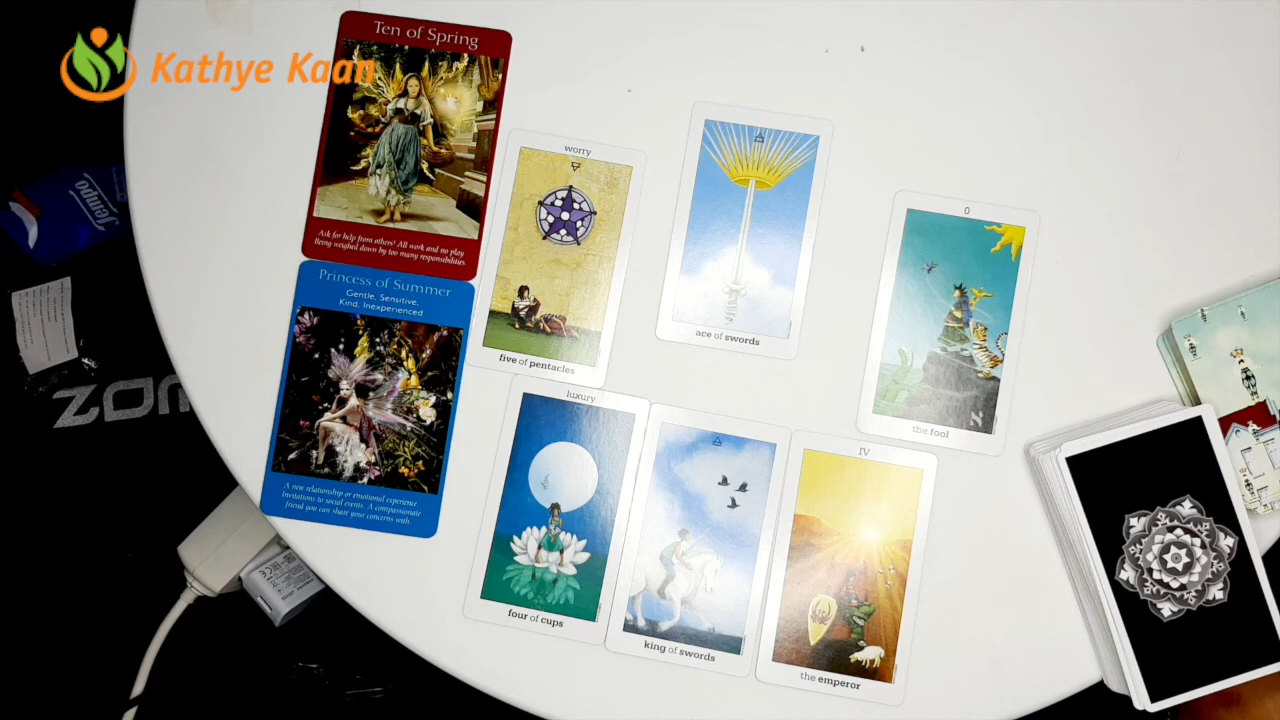 Kathye Kaan
Ten of Spring
Ask for help from others! All work and no play
Being weighed down by too many responsibilities.
Princess of Summer
Gentle, Sensitive,
Kind, Inexperienced
A new relationship or emotional experience
Invitations to social events. A compassionate
friend you can share your concerns with.
worry
five of pentacles
ace of swords
0
the fool
luxury
four of cups
king of swords
IV
the emperor
Tempo
ZOM